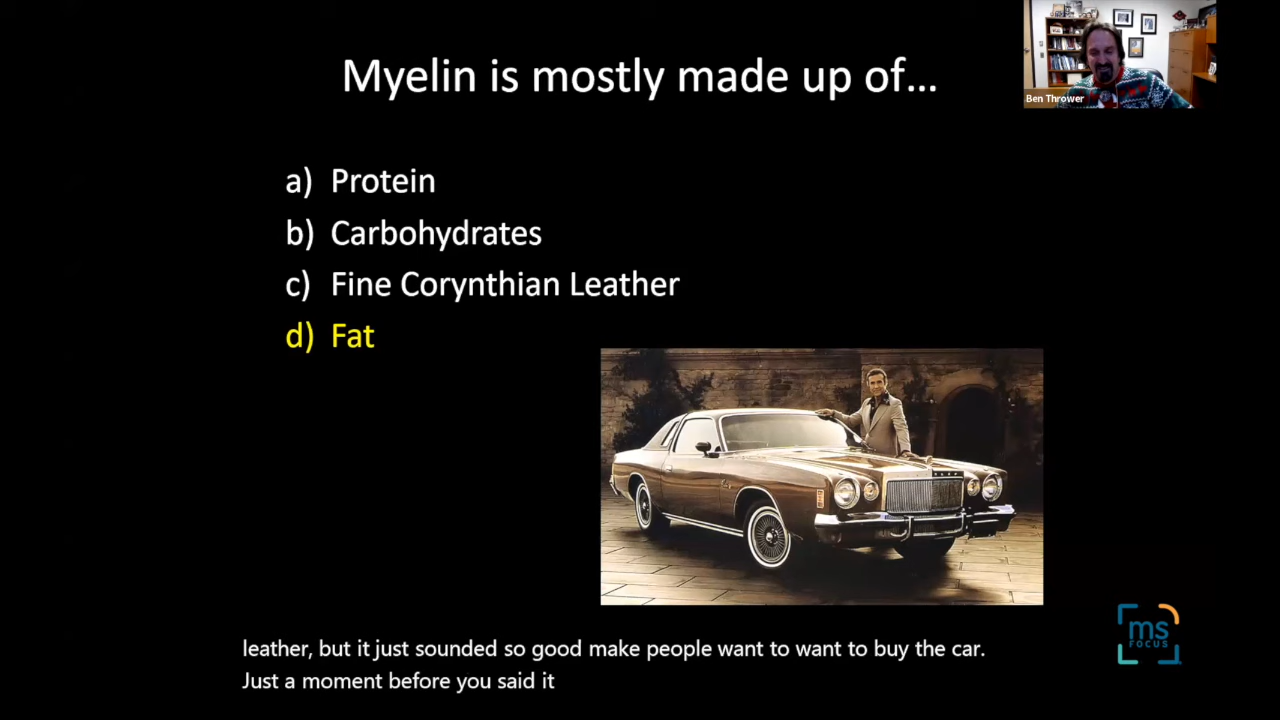 Myelin is mostly made up of...
Ben Thrower
a) Protein
b) Carbohydrates
c) Fine Corynthian Leather
d) Fat
ms
FOCUS
leather, but it just sounded so good make people want to want to buy the car.
Just a moment before you said it